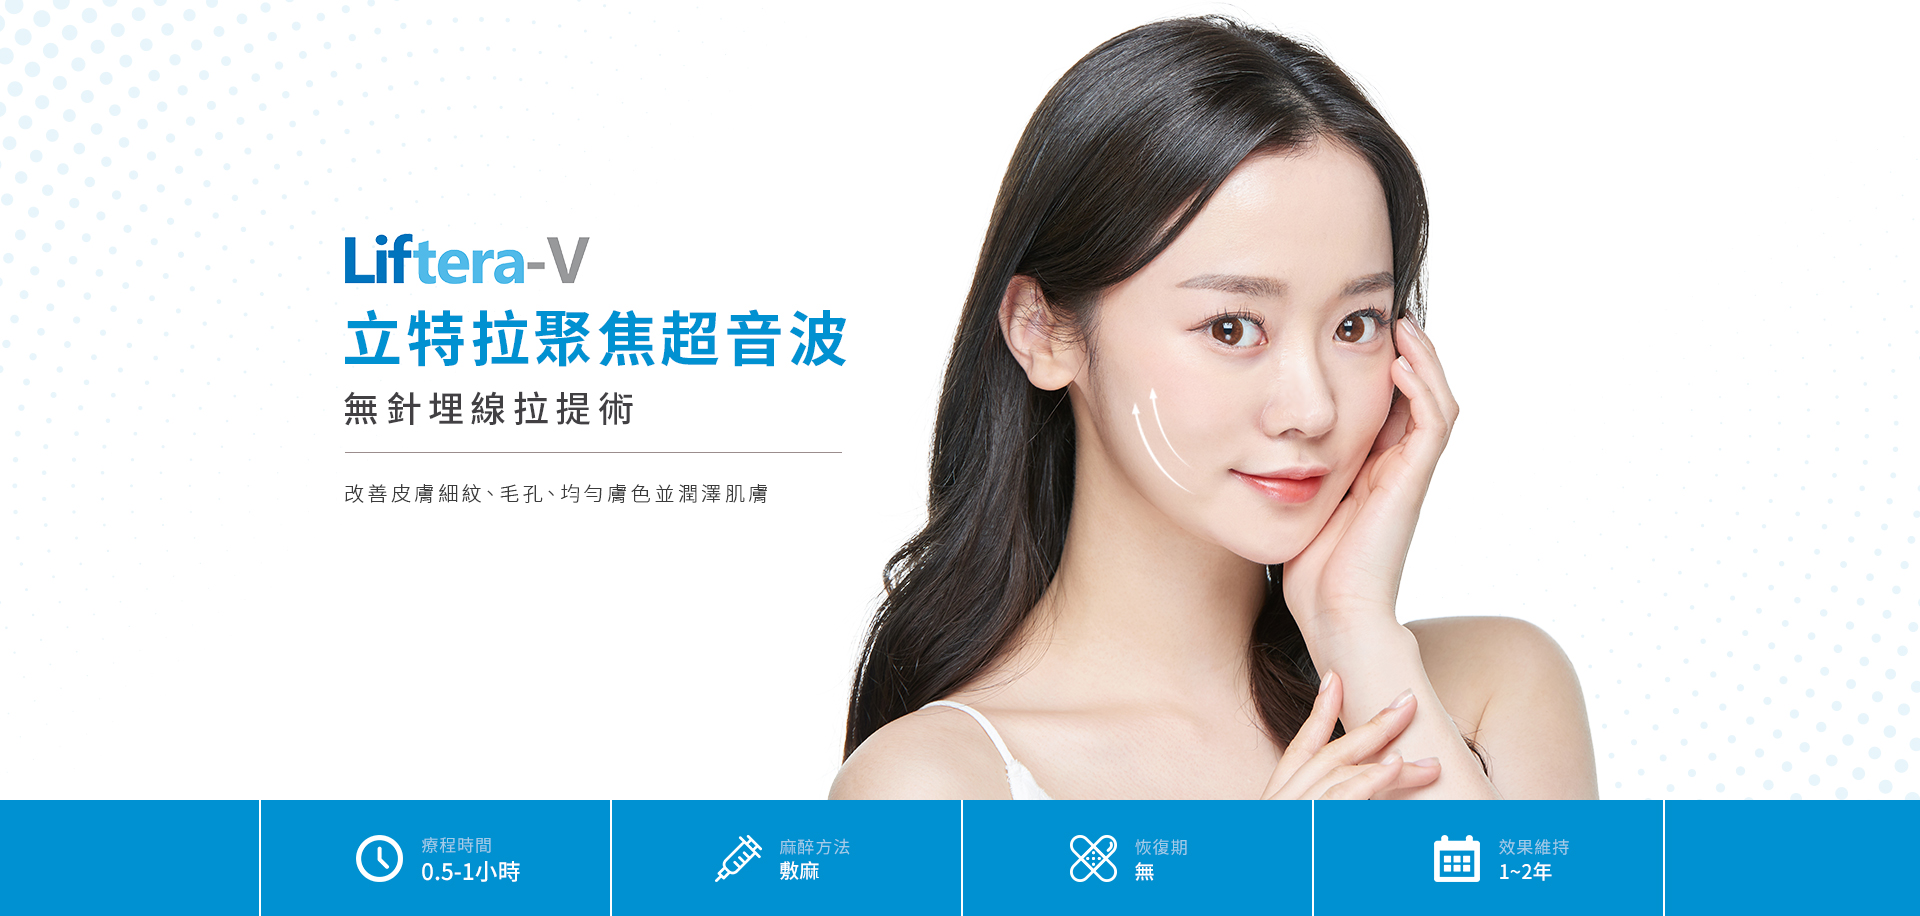 Liftera-V
立特拉聚焦超音波
無針埋線拉提術
改善皮膚細紋、毛孔、均勻膚色並潤澤肌膚
療程時間
0.5-1小時
麻醉方法
敷麻
恢復期
無
效果維持
1~2年